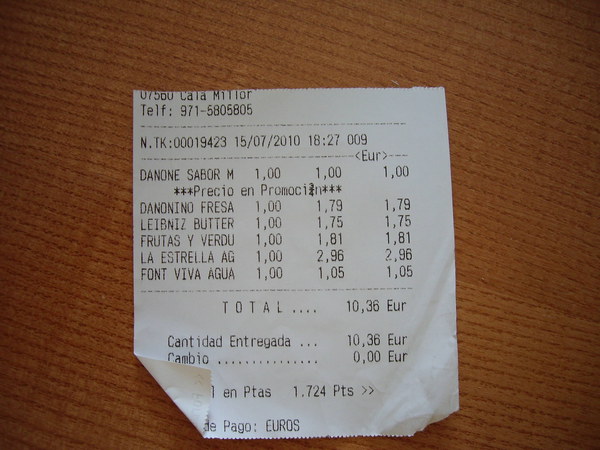 07560 Cala Millor
Telf: 971-5805805
N.TK:00019423 15/07/2010 18:27 009
<Eur>
DANONE SABOR M 1,00 1,00 1,00
***Precio en Promoción***
DANONINO FRESA 1,00 1,79 1,79
LEIBNIZ BUTTER 1,00 1,75 1,75
FRUTAS Y VERDU 1,00 1,81 1,81
LA ESTRELLA AG 1,00 2,96 2,96
FONT VIVA AGUA 1,00 1,05 1,05
T O T A L .... 10,36 Eur
Cantidad Entregada ... 10,36 Eur
Cambio ............... 0,00 Eur
l en Ptas 1.724 Pts >>
de Pago: EUROS